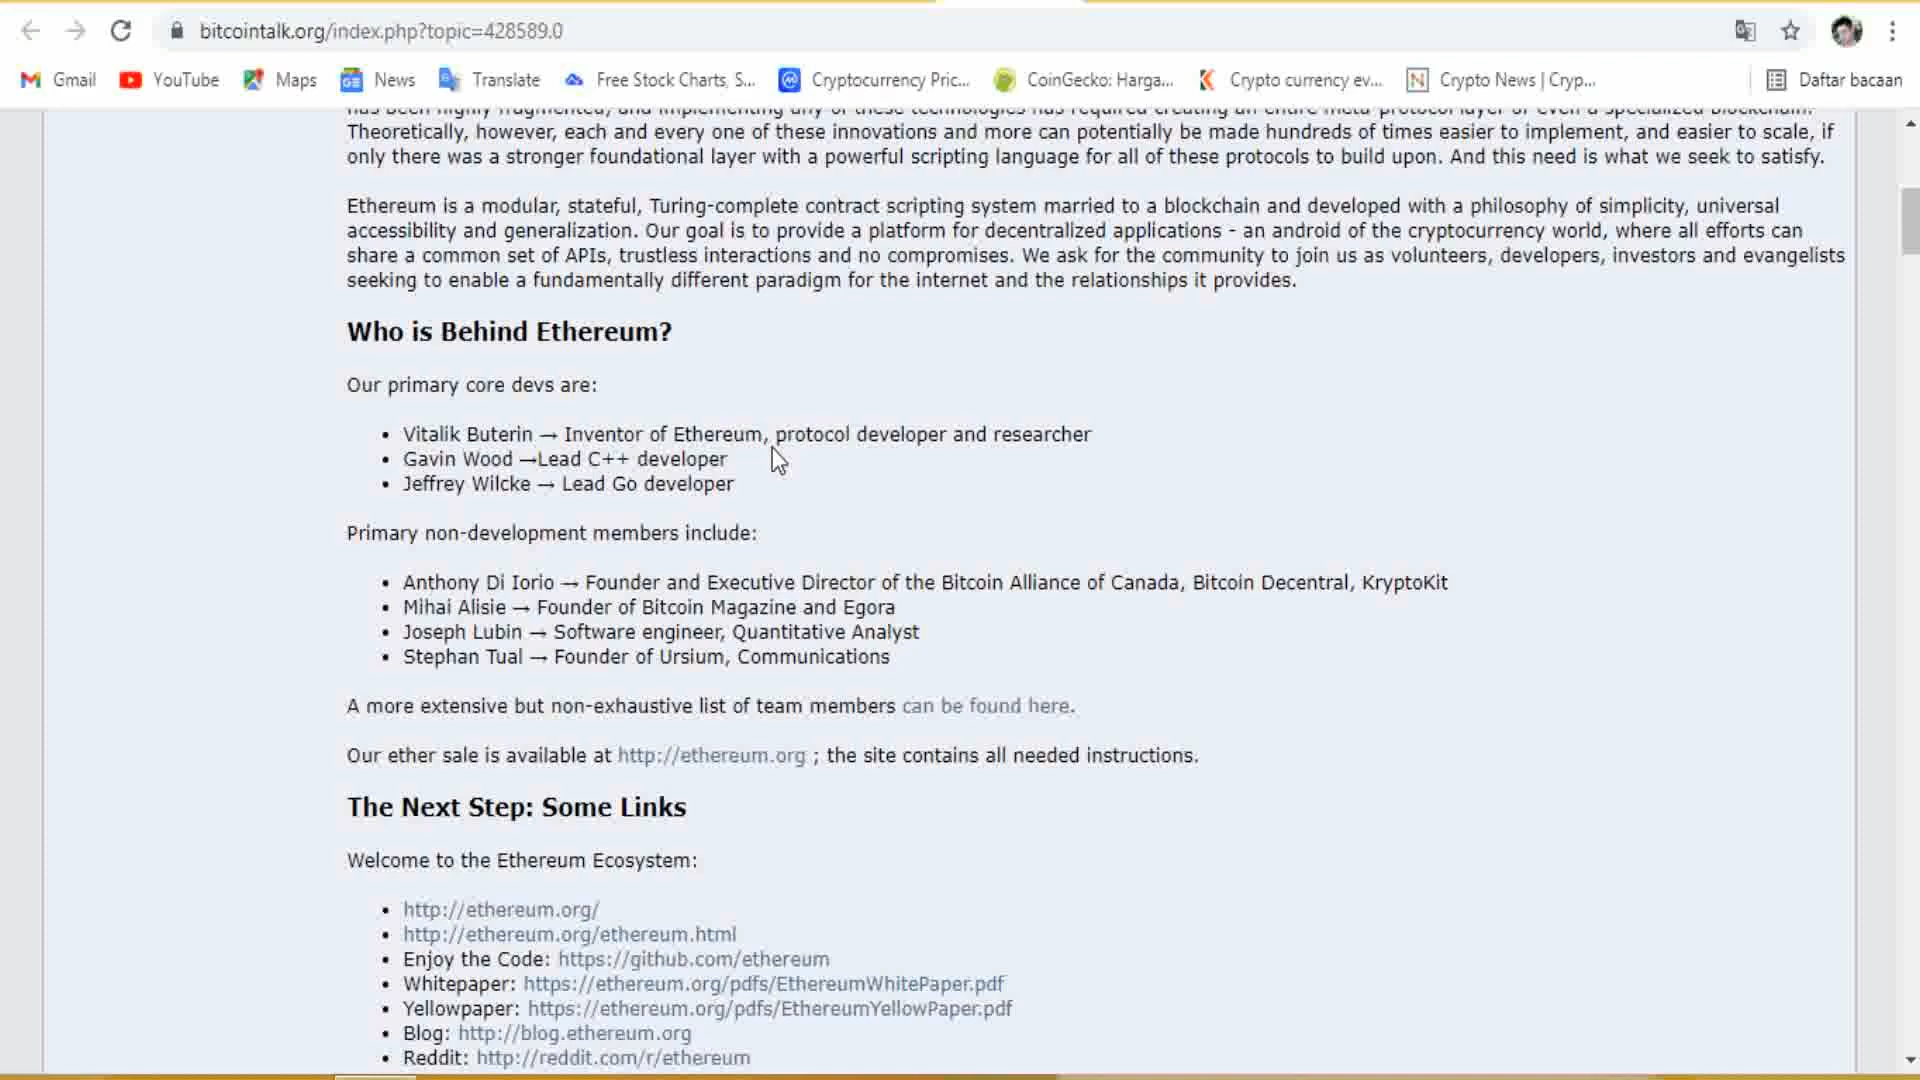 bitcointalk.org/index.php?topic=428589.0
Gmail YouTube Maps News Translate Free Stock Charts, S... Cryptocurrency Pric... CoinGecko: Harga... Crypto currency ev... Crypto News | Cryp... Daftar bacaan
has been highly fragmented, and implementing any of these technologies has required creating an entire meta-protocol layer or even a specialized blockchain.
Theoretically, however, each and every one of these innovations and more can potentially be made hundreds of times easier to implement, and easier to scale, if
only there was a stronger foundational layer with a powerful scripting language for all of these protocols to build upon. And this need is what we seek to satisfy.
Ethereum is a modular, stateful, Turing-complete contract scripting system married to a blockchain and developed with a philosophy of simplicity, universal
accessibility and generalization. Our goal is to provide a platform for decentralized applications - an android of the cryptocurrency world, where all efforts can
share a common set of APIs, trustless interactions and no compromises. We ask for the community to join us as volunteers, developers, investors and evangelists
seeking to enable a fundamentally different paradigm for the internet and the relationships it provides.
Who is Behind Ethereum?
Our primary core devs are:
• Vitalik Buterin → Inventor of Ethereum, protocol developer and researcher
• Gavin Wood →Lead C++ developer
• Jeffrey Wilcke → Lead Go developer
Primary non-development members include:
• Anthony Di Iorio → Founder and Executive Director of the Bitcoin Alliance of Canada, Bitcoin Decentral, KryptoKit
• Mihai Alisie → Founder of Bitcoin Magazine and Egora
• Joseph Lubin → Software engineer, Quantitative Analyst
• Stephan Tual → Founder of Ursium, Communications
A more extensive but non-exhaustive list of team members can be found here.
Our ether sale is available at http://ethereum.org ; the site contains all needed instructions.
The Next Step: Some Links
Welcome to the Ethereum Ecosystem:
• http://ethereum.org/
• http://ethereum.org/ethereum.html
• Enjoy the Code: https://github.com/ethereum
• Whitepaper: https://ethereum.org/pdfs/EthereumWhitePaper.pdf
• Yellowpaper: https://ethereum.org/pdfs/EthereumYellowPaper.pdf
• Blog: http://blog.ethereum.org
• Reddit: http://reddit.com/r/ethereum